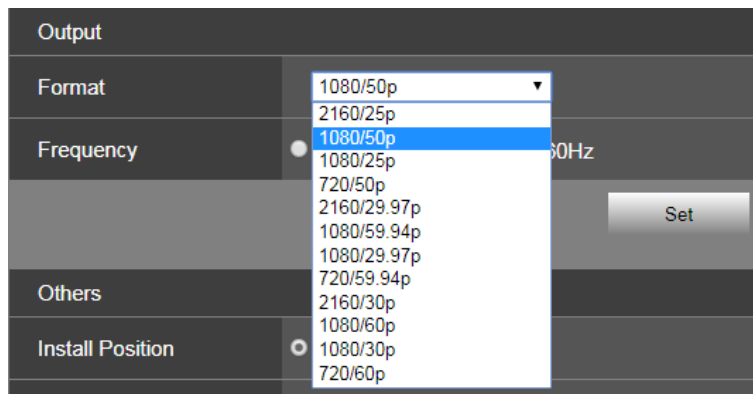 Output
Format
1080/50p
2160/25p
1080/50p
1080/25p
720/50p
2160/29.97p
1080/59.94p
1080/29.97p
720/59.94p
2160/30p
1080/60p
1080/30p
720/60p
Frequency
60Hz
Set
Others
Install Position